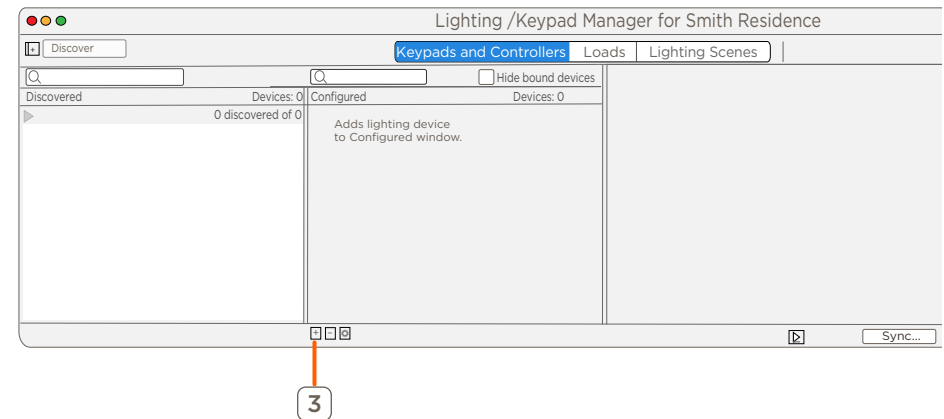 Lighting /Keypad Manager for Smith Residence
Discover
Keypads and Controllers Loads Lighting Scenes
Hide bound devices
Discovered Devices: 0 Configured Devices: 0
0 discovered of 0
Adds lighting device
to Configured window.
Sync...
3